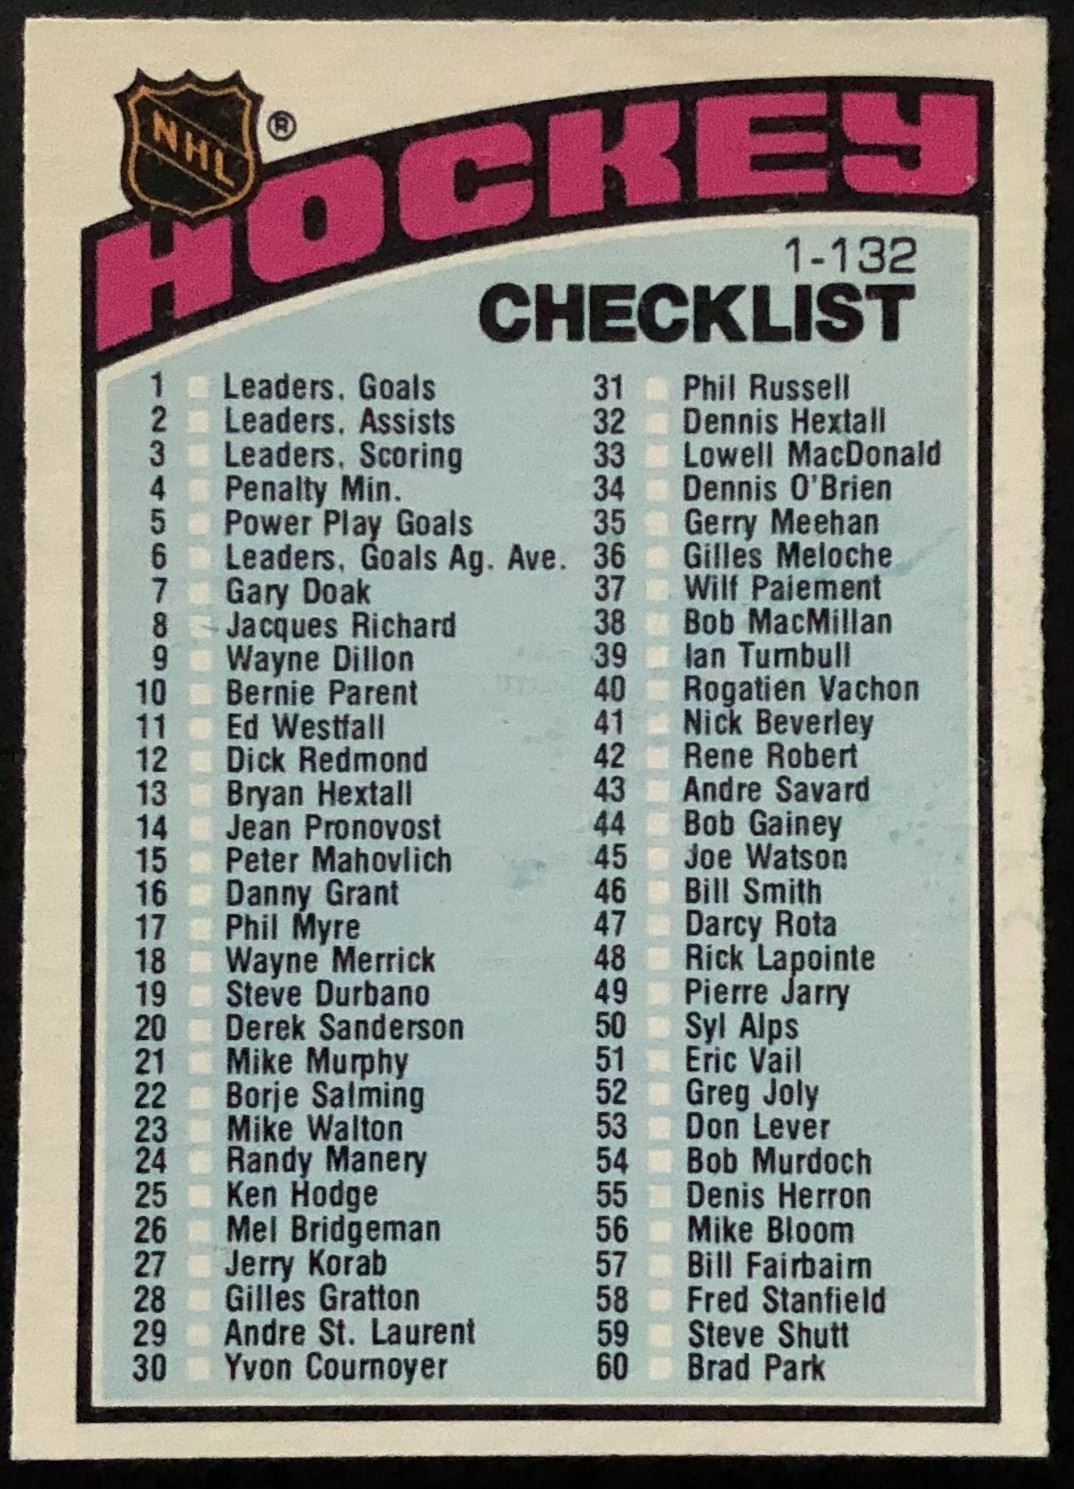 NHL ®
HOCKEY
1-132
CHECKLIST
1 Leaders, Goals
2 Leaders, Assists
3 Leaders, Scoring
4 Penalty Min.
5 Power Play Goals
6 Leaders, Goals Ag. Ave.
7 Gary Doak
8 Jacques Richard
9 Wayne Dillon
10 Bernie Parent
11 Ed Westfall
12 Dick Redmond
13 Bryan Hextall
14 Jean Pronovost
15 Peter Mahovlich
16 Danny Grant
17 Phil Myre
18 Wayne Merrick
19 Steve Durbano
20 Derek Sanderson
21 Mike Murphy
22 Borje Salming
23 Mike Walton
24 Randy Manery
25 Ken Hodge
26 Mel Bridgeman
27 Jerry Korab
28 Gilles Gratton
29 Andre St. Laurent
30 Yvon Cournoyer
31 Phil Russell
32 Dennis Hextall
33 Lowell MacDonald
34 Dennis O'Brien
35 Gerry Meehan
36 Gilles Meloche
37 Wilf Paiement
38 Bob MacMillan
39 Ian Turnbull
40 Rogatien Vachon
41 Nick Beverley
42 Rene Robert
43 Andre Savard
44 Bob Gainey
45 Joe Watson
46 Bill Smith
47 Darcy Rota
48 Rick Lapointe
49 Pierre Jarry
50 Syl Alps
51 Eric Vail
52 Greg Joly
53 Don Lever
54 Bob Murdoch
55 Denis Herron
56 Mike Bloom
57 Bill Fairbairn
58 Fred Stanfield
59 Steve Shutt
60 Brad Park